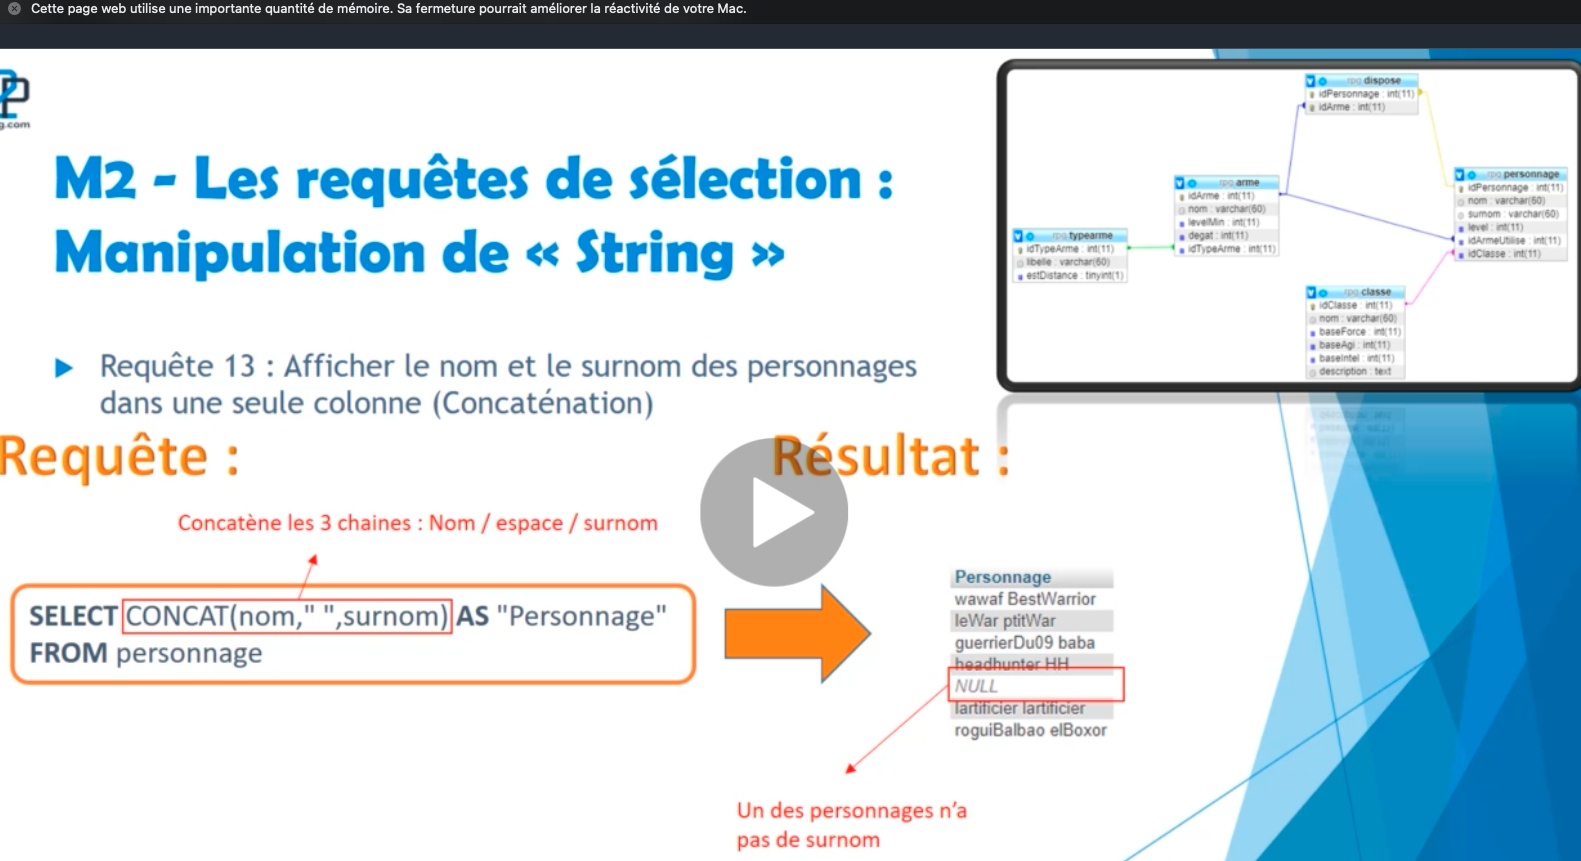 Cette page web utilise une importante quantité de mémoire. Sa fermeture pourrait améliorer la réactivité de votre Mac.
g.com
M2 - Les requêtes de sélection :
Manipulation de « String »
Requête 13 : Afficher le nom et le surnom des personnages
dans une seule colonne (Concaténation)
rpg dispose
idPersonnage : int(11)
idArme : int(11)
rpg arme
idArme : int(11)
nom : varchar(60)
levelMin : int(11)
degat : int(11)
idTypeArme : int(11)
rpg typearme
idTypeArme : int(11)
libelle : varchar(60)
estDistance : tinyint(1)
rpg personnage
idPersonnage : int(11)
nom : varchar(60)
surnom : varchar(60)
level : int(11)
idArmeUtilise : int(11)
idClasse : int(11)
rpg classe
idClasse : int(11)
nom : varchar(60)
baseForce : int(11)
baseAgi : int(11)
baseIntel : int(11)
description : text
Requête :
Concatène les 3 chaines : Nom / espace / surnom
SELECT CONCAT(nom," ",surnom) AS "Personnage"
FROM personnage
Résultat :
Personnage
wawaf BestWarrior
leWar ptitWar
guerrierDu09 baba
headhunter HH
NULL
lartificier lartificier
roguiBalbao elBoxor
Un des personnages n'a
pas de surnom